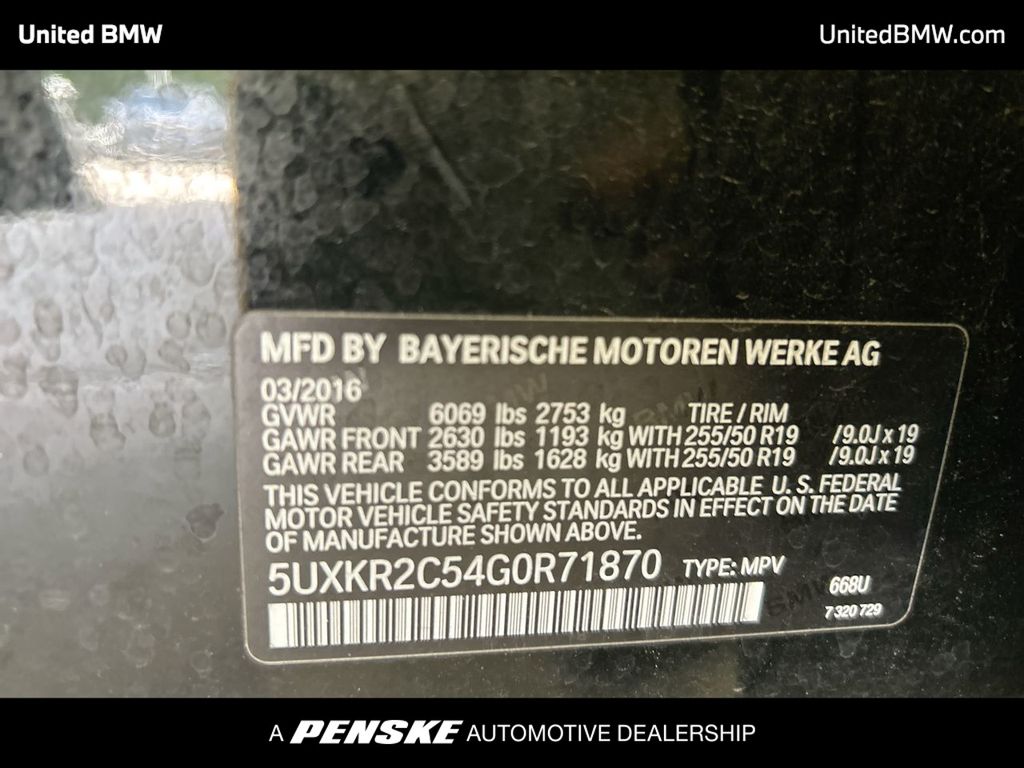 United BMW
UnitedBMW.com
MFD BY BAYERISCHE MOTOREN WERKE AG
03/2016
GVWR 6069 lbs 2753 kg TIRE / RIM
GAWR FRONT 2630 lbs 1193 kg WITH 255/50 R19 /9.0J x 19
GAWR REAR 3589 lbs 1628 kg WITH 255/50 R19 /9.0J x 19
THIS VEHICLE CONFORMS TO ALL APPLICABLE U. S. FEDERAL
MOTOR VEHICLE SAFETY STANDARDS IN EFFECT ON THE DATE
OF MANUFACTURE SHOWN ABOVE.
5UXKR2C54G0R71870 TYPE: MPV
668U
7 320 729
A PENSKE AUTOMOTIVE DEALERSHIP